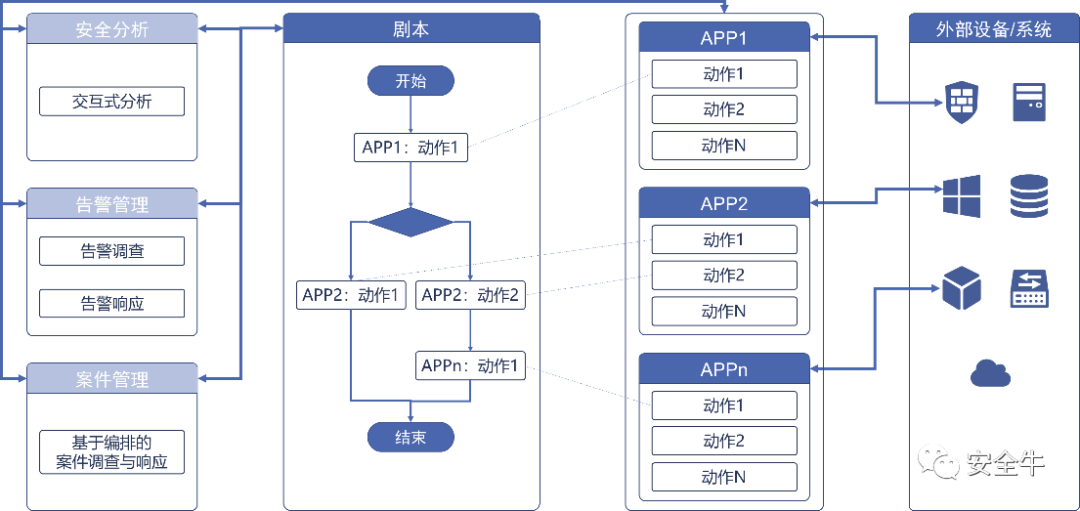 安全分析
交互式分析
告警管理
告警调查
告警响应
案件管理
基于编排的
案件调查与响应
剧本
开始
APP1：动作1
APP2：动作1
APP2：动作2
APPn：动作1
结束
APP1
动作1
动作2
动作N
APP2
动作1
动作2
动作N
APPn
动作1
动作2
动作N
外部设备/系统
安全牛